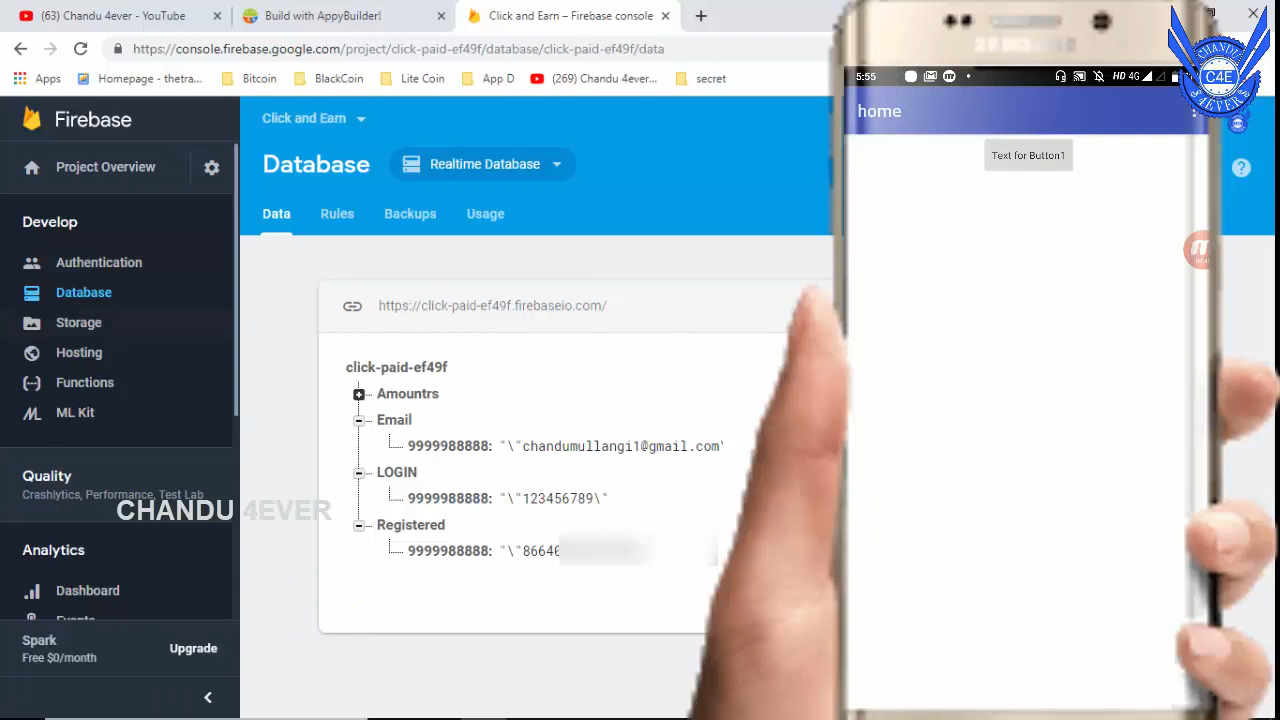 (63) Chandu 4ever - YouTube
Build with AppyBuilder!
Click and Earn – Firebase console
https://console.firebase.google.com/project/click-paid-ef49f/database/click-paid-ef49f/data
Apps
Homepage - thetra...
Bitcoin
BlackCoin
Lite Coin
App D
(269) Chandu 4ever...
secret
Firebase
Project Overview
Develop
Authentication
Database
Storage
Hosting
Functions
ML Kit
Quality
Crashlytics, Performance, Test Lab
Analytics
Dashboard
Events
Spark
Free $0/month
Upgrade
Click and Earn
Database
Realtime Database
Data
Rules
Backups
Usage
https://click-paid-ef49f.firebaseio.com/
click-paid-ef49f
Amountrs
Email
9999988888: "\"chandumullangi1@gmail.com\
LOGIN
9999988888: "\"123456789\"
Registered
9999988888: "\"86640
CHANDU 4EVER
5:55
HD 4G
home
Text for Button1
CHANDU
C4E
4EVERS